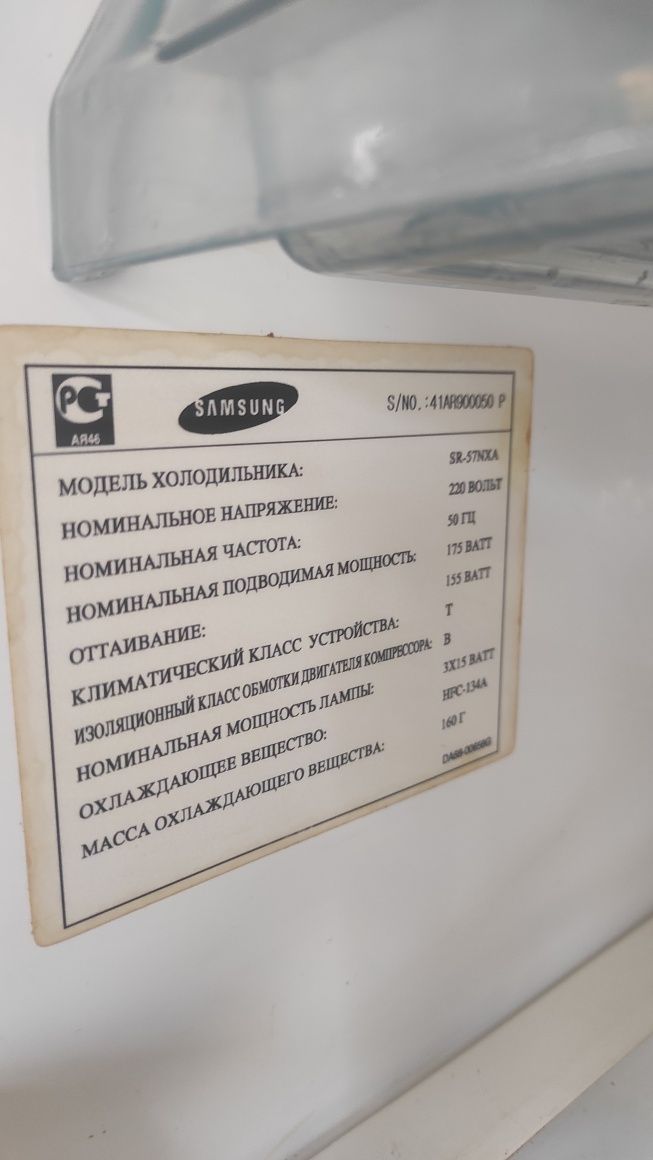 РСТ
АЯ46
SAMSUNG
S/NO.:41AR900050 P
МОДЕЛЬ ХОЛОДИЛЬНИКА: SR-57NXA
НОМИНАЛЬНОЕ НАПРЯЖЕНИЕ: 220 ВОЛЬТ
НОМИНАЛЬНАЯ ЧАСТОТА: 50 ГЦ
НОМИНАЛЬНАЯ ПОДВОДИМАЯ МОЩНОСТЬ: 175 ВАТТ
ОТТАИВАНИЕ: 155 ВАТТ
КЛИМАТИЧЕСКИЙ КЛАСС УСТРОЙСТВА: T
ИЗОЛЯЦИОННЫЙ КЛАСС ОБМОТКИ ДВИГАТЕЛЯ КОМПРЕССОРА: B
НОМИНАЛЬНАЯ МОЩНОСТЬ ЛАМПЫ: 3X15 ВАТТ
ОХЛАЖДАЮЩЕЕ ВЕЩЕСТВО: HFC-134A
МАССА ОХЛАЖДАЮЩЕГО ВЕЩЕСТВА: 160 Г